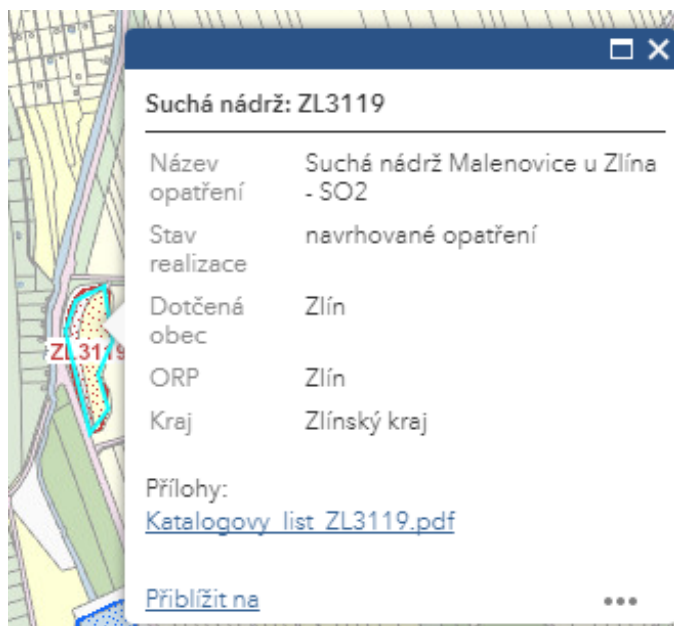 Suchá nádrž: ZL3119
Název opatření
Suchá nádrž Malenovice u Zlína - SO2
Stav realizace
navrhované opatření
Dotčená obec
Zlín
ORP
Zlín
Kraj
Zlínský kraj
Přílohy:
Katalogovy_list_ZL3119.pdf
Přiblížit na
ZL3119